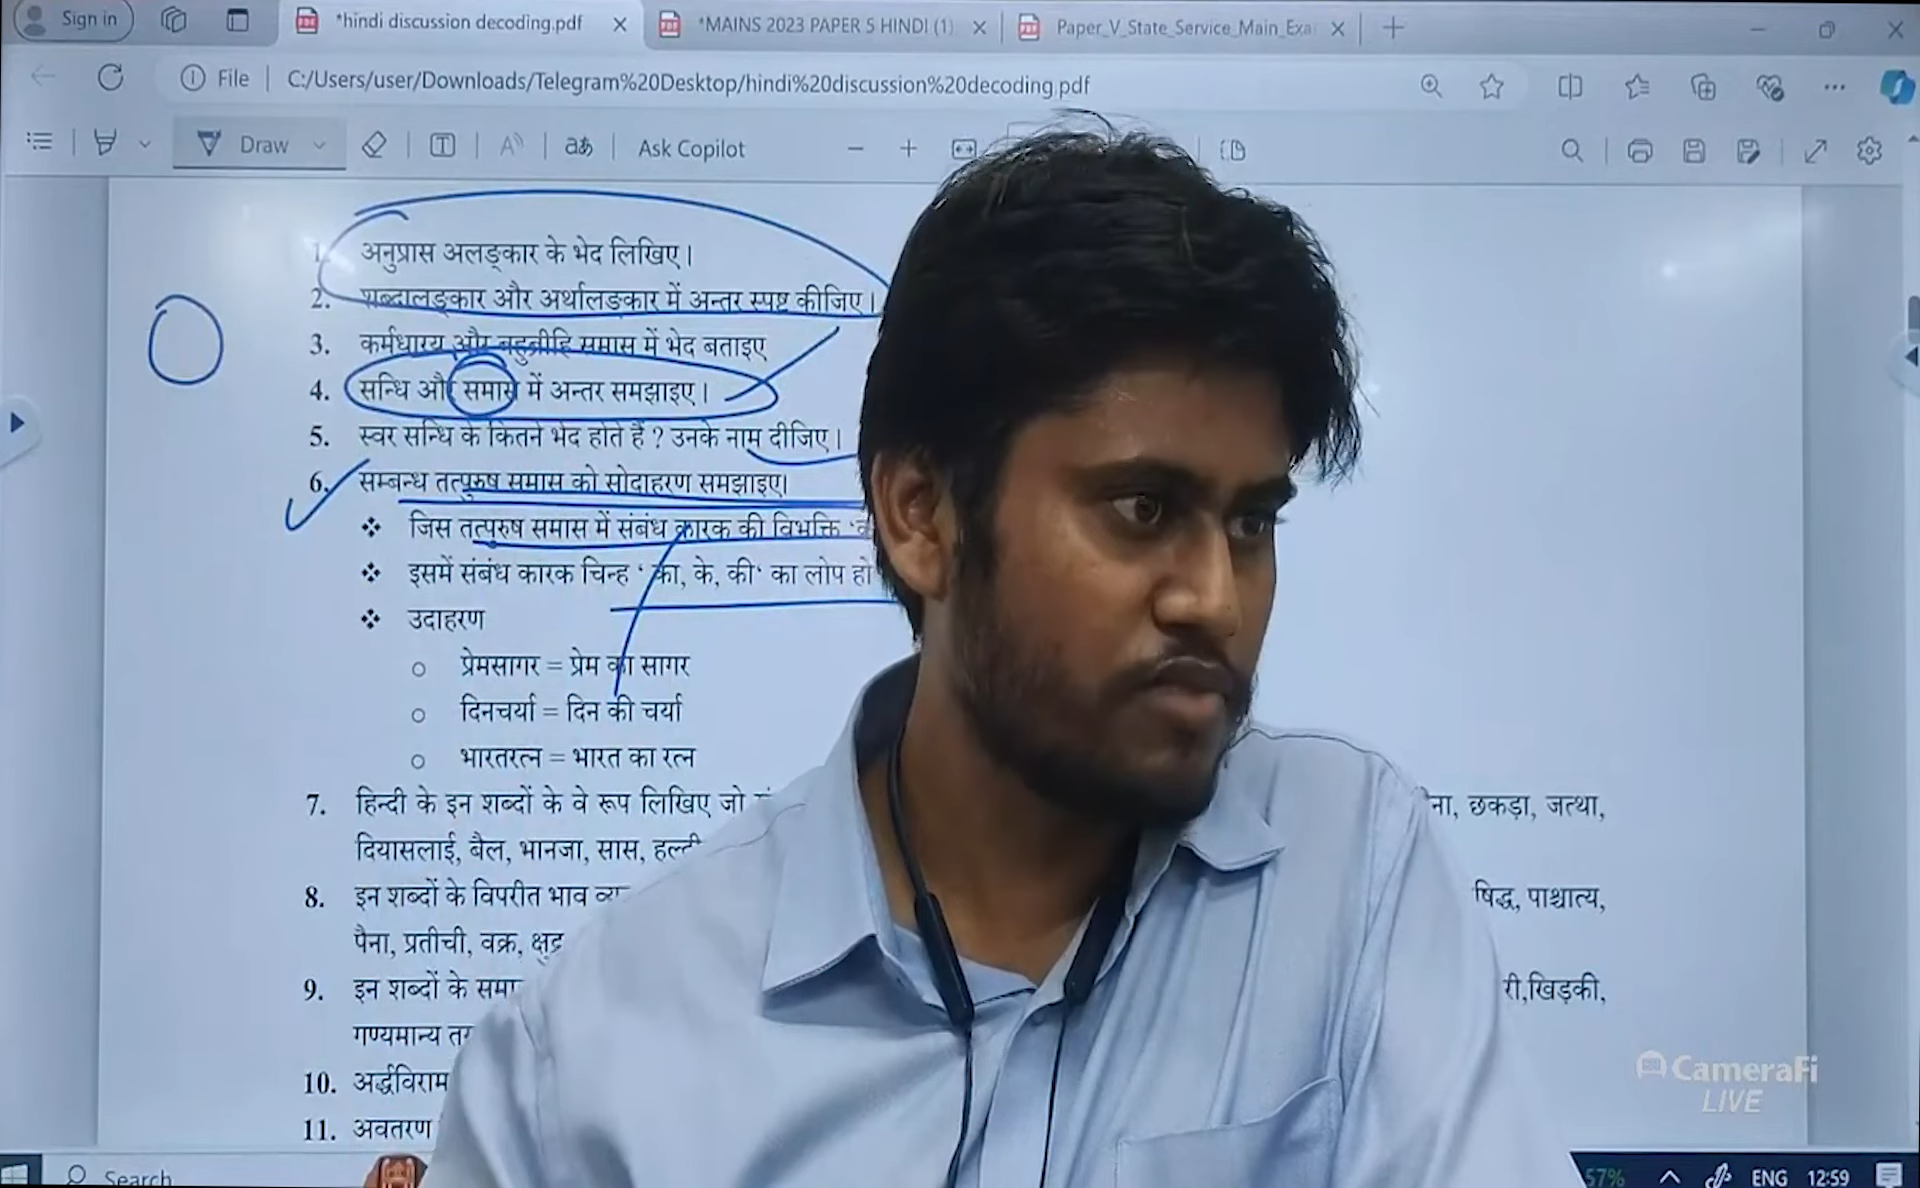 Sign in
*hindi discussion decoding.pdf
*MAINS 2023 PAPER 5 HINDI (1)
Paper_V_State_Service_Main_Exa
File
C:/Users/user/Downloads/Telegram%20Desktop/hindi%20discussion%20decoding.pdf
Draw
Ask Copilot
1. अनुप्रास अलङ्कार के भेद लिखिए।
2. शब्दालङ्कार और अर्थालङ्कार में अन्तर स्पष्ट कीजिए।
3. कर्मधारय और बहुव्रीहि समास में भेद बताइए
4. सन्धि और समास में अन्तर समझाइए।
5. स्वर सन्धि के कितने भेद होते हैं ? उनके नाम दीजिए।
6. सम्बन्ध तत्पुरुष समास को सोदाहरण समझाइए।
❖ जिस तत्पुरुष समास में संबंध कारक की विभक्ति
❖ इसमें संबंध कारक चिन्ह ‘ का, के, की‘ का लोप हो
❖ उदाहरण
o प्रेमसागर = प्रेम का सागर
o दिनचर्या = दिन की चर्या
o भारतरत्न = भारत का रत्न
7. हिन्दी के इन शब्दों के वे रूप लिखिए जो ना, छकड़ा, जत्था,
दियासलाई, बैल, भानजा, सास, हल्दी
8. इन शब्दों के विपरीत भाव षिद्ध, पाश्चात्य,
पैना, प्रतीची, वक्र, क्षुद्र
9. इन शब्दों के समा री,खिड़की,
गण्यमान्य
10. अर्द्धविराम
11. अवतरण
CameraFi
LIVE
Search
57%
ENG
12:59